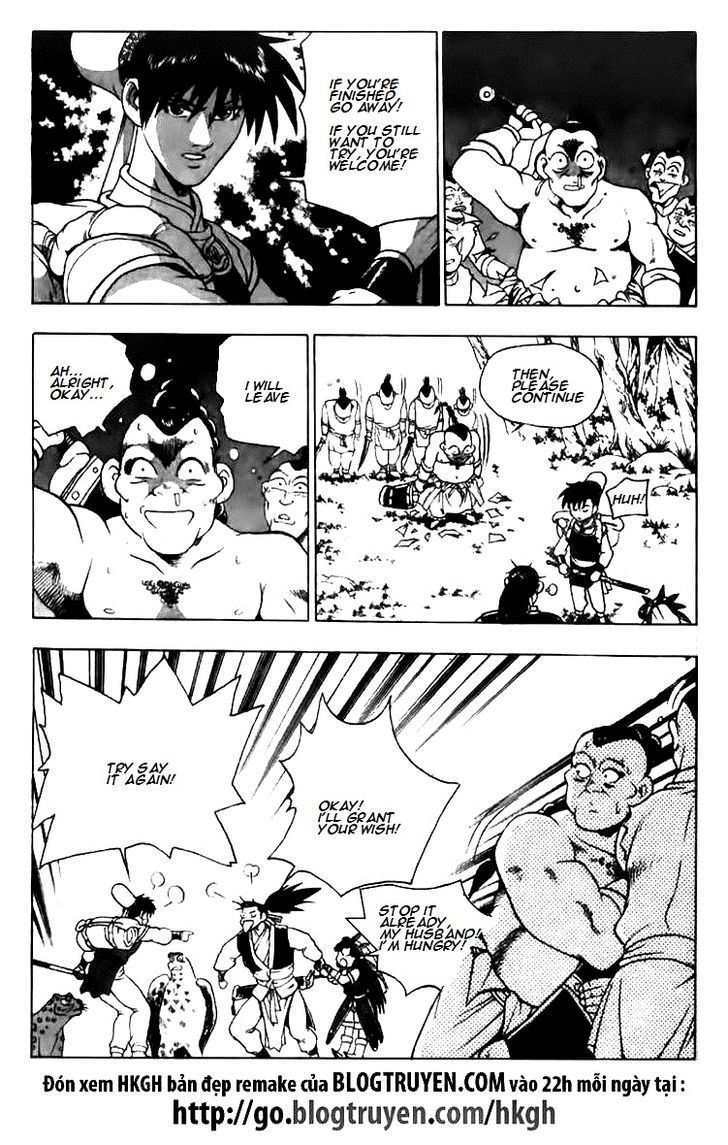 IF YOU'RE
FINISHED
GO AWAY!
IF YOU STILL
WANT TO
TRY, YOU'RE
WELCOME!
AH...
ALRIGHT,
OKAY...
I WILL
LEAVE
THEN,
PLEASE
CONTINUE
HUH!
TRY SAY
IT AGAIN!
OKAY!
I'LL GRANT
YOUR WISH!
STOP IT
ALREADY,
MY HUSBAND!
I'M HUNGRY!
Đón xem HKGH bản đẹp remake của BLOGTRUYEN.COM vào 22h mỗi ngày tại :
http://go.blogtruyen.com/hkgh